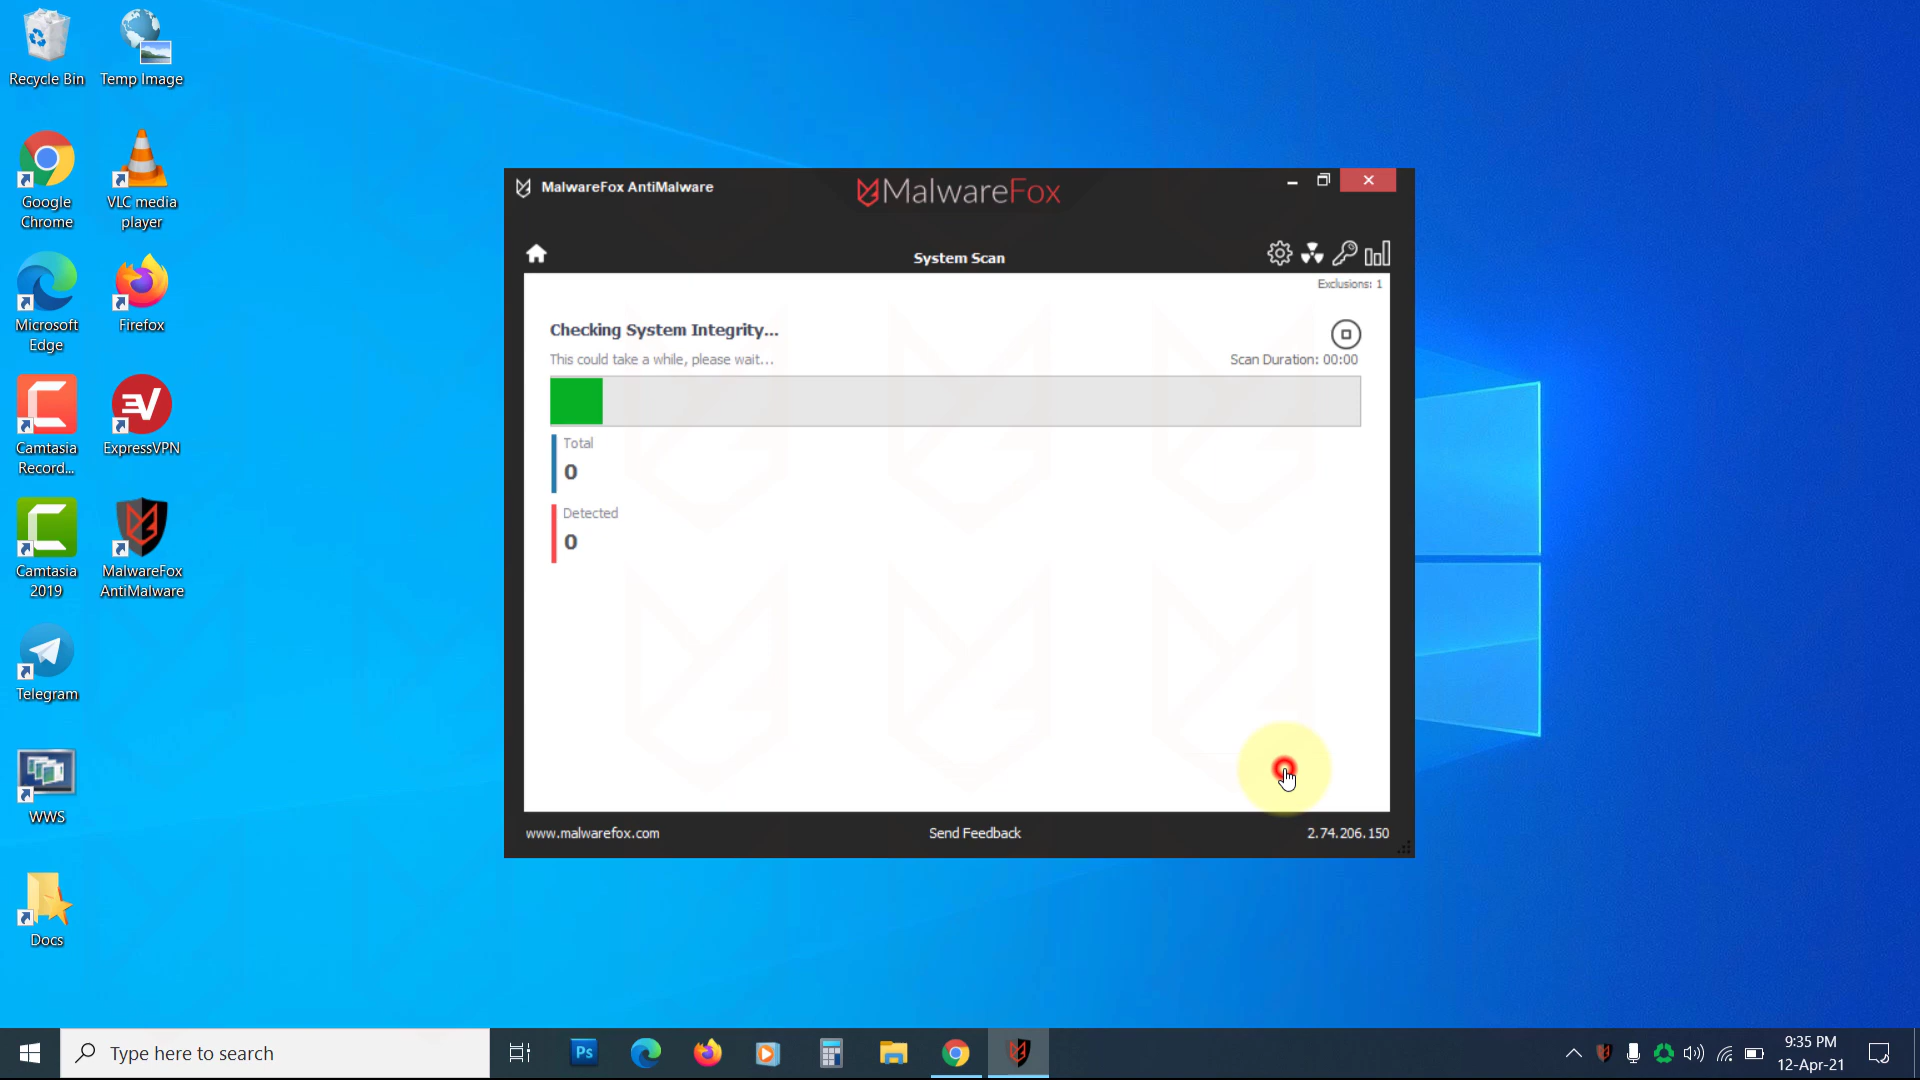 Recycle Bin
Temp Image
Google
Chrome
VLC media
player
Microsoft
Edge
Firefox
Camtasia
Record...
ExpressVPN
Camtasia
2019
MalwareFox
AntiMalware
Telegram
WWS
Docs
MalwareFox AntiMalware
MalwareFox
System Scan
Exclusions: 1
Checking System Integrity...
This could take a while, please wait...
Scan Duration: 00:00
Total
0
Detected
0
www.malwarefox.com
Send Feedback
2.74.206.150
Type here to search
Ps
9:35 PM
12-Apr-21